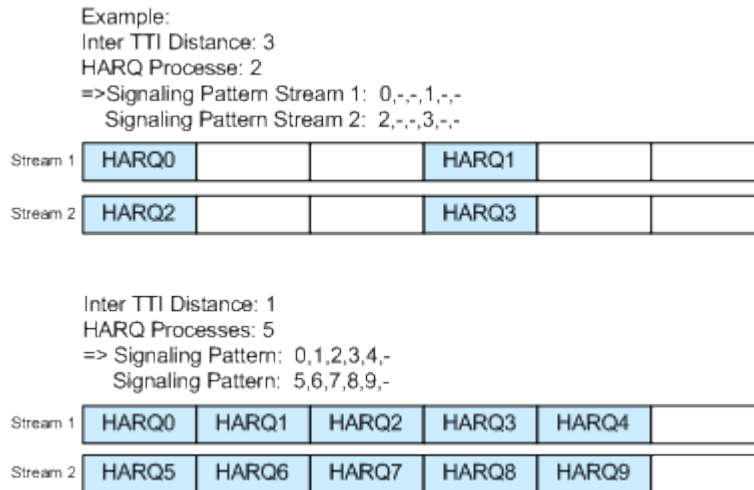 Example:
Inter TTI Distance: 3
HARQ Processe: 2
=>Signaling Pattern Stream 1: 0,-,-,1,-,-
Signaling Pattern Stream 2: 2,-,-,3,-,-
Stream 1 HARQ0 HARQ1
Stream 2 HARQ2 HARQ3
Inter TTI Distance: 1
HARQ Processes: 5
=> Signaling Pattern: 0,1,2,3,4,-
Signaling Pattern: 5,6,7,8,9,-
Stream 1 HARQ0 HARQ1 HARQ2 HARQ3 HARQ4
Stream 2 HARQ5 HARQ6 HARQ7 HARQ8 HARQ9